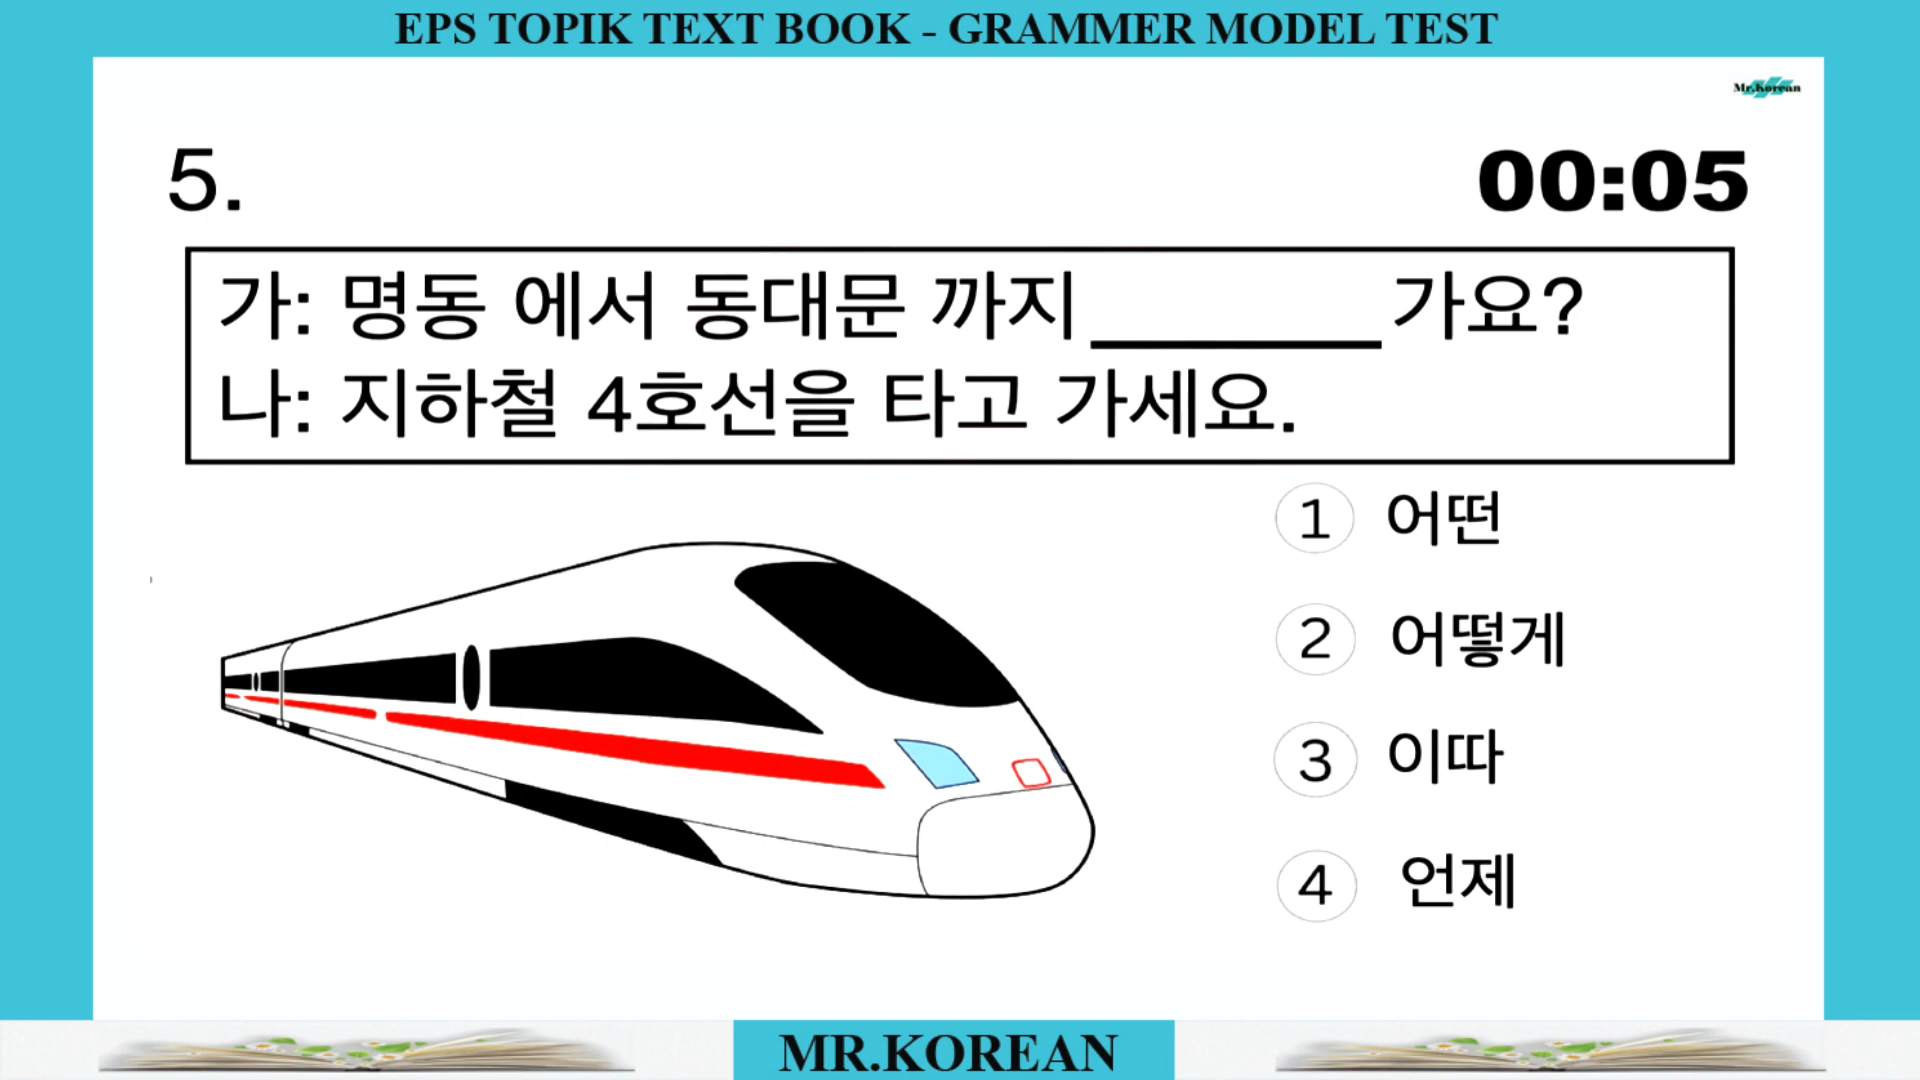 EPS TOPIK TEXT BOOK - GRAMMER MODEL TEST
Mr.Korean
5.
00:05
가: 명동 에서 동대문 까지 ________ 가요?
나: 지하철 4호선을 타고 가세요.
1 어떤
2 어떻게
3 이따
4 언제
MR.KOREAN